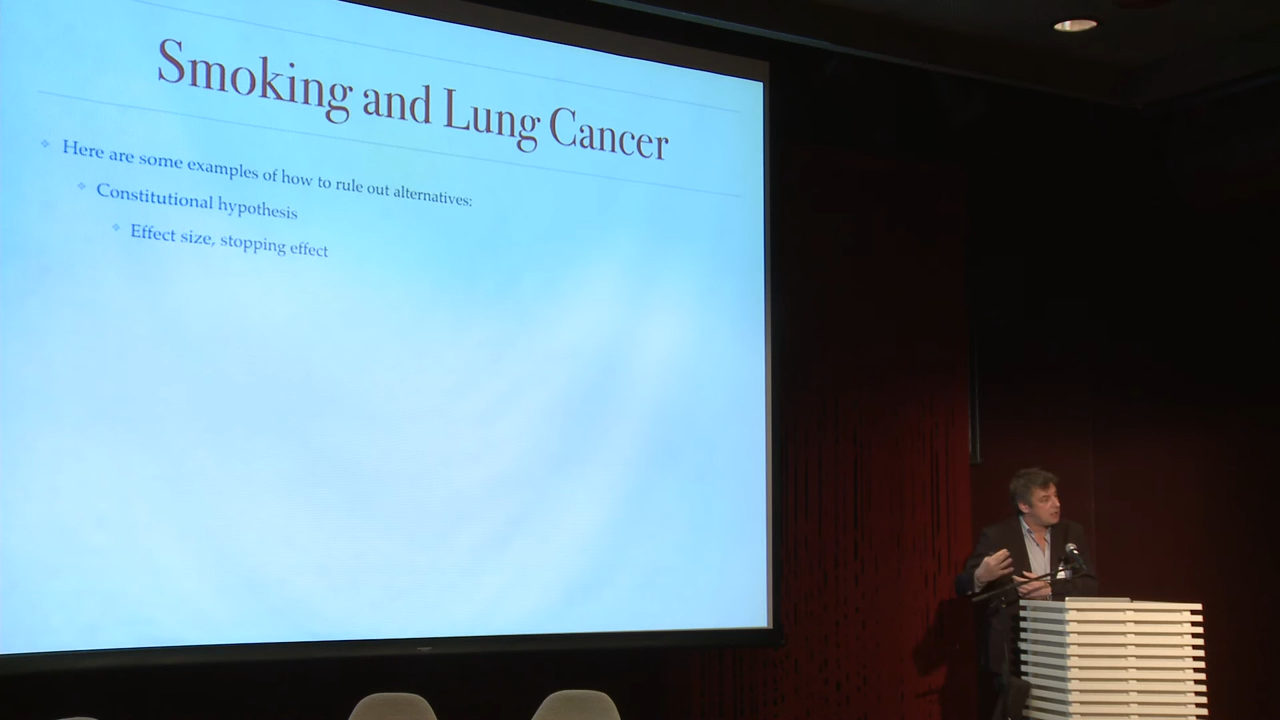 Smoking and Lung Cancer
Here are some examples of how to rule out alternatives:
Constitutional hypothesis
Effect size, stopping effect